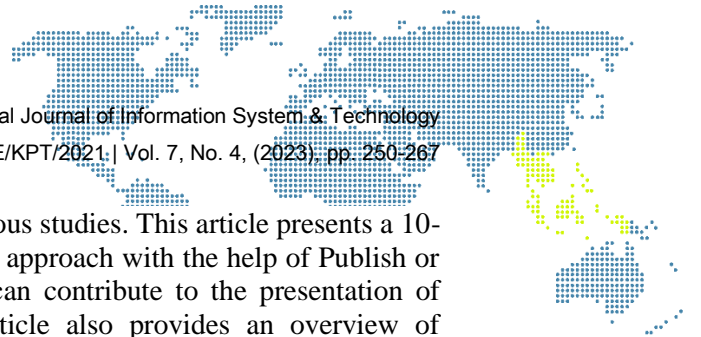 al Journal of Information System & Technology
E/KPT/2021 | Vol. 7, No. 4, (2023), pp. 250-267
ous studies. This article presents a 10-
approach with the help of Publish or
can contribute to the presentation of
ticle also provides an overview of